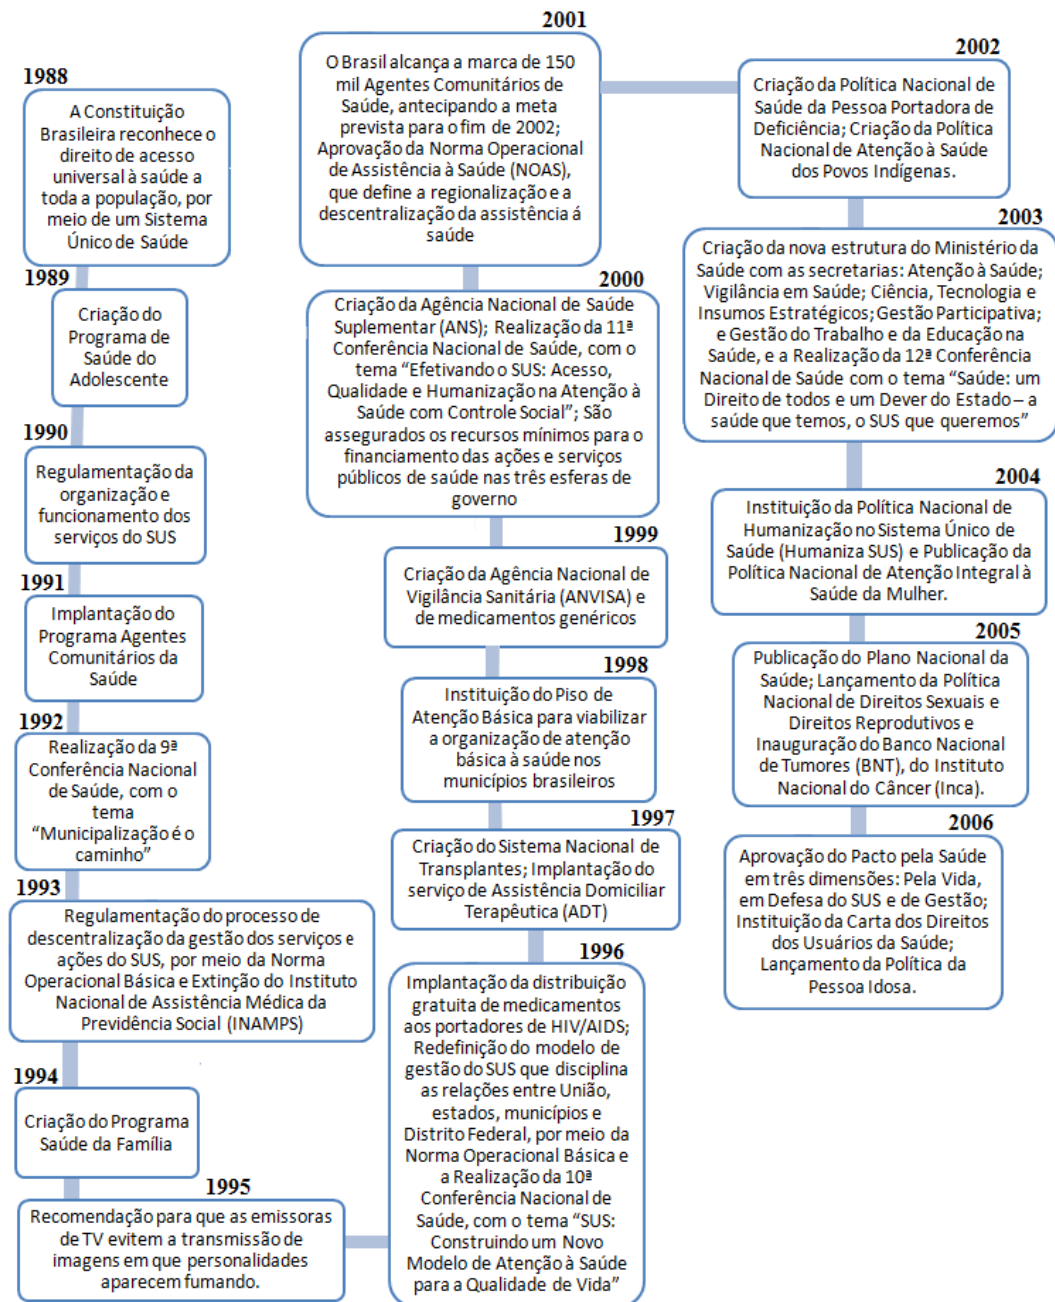 1988
A Constituição
Brasileira reconhece o
direito de acesso
universal à saúde a
toda a população, por
meio de um Sistema
Único de Saúde
1989
Criação do
Programa de
Saúde do
Adolescente
1990
Regulamentação da
organização e
funcionamento dos
serviços do SUS
1991
Implantação do
Programa Agentes
Comunitários da
Saúde
1992
Realização da 9ª
Conferência Nacional
de Saúde, com o
tema
“Municipalização é o
caminho”
1993
Regulamentação do processo de
descentralização da gestão dos serviços e
ações do SUS, por meio da Norma
Operacional Básica e Extinção do Instituto
Nacional de Assistência Médica da
Previdência Social (INAMPS)
1994
Criação do Programa
Saúde da Família
1995
Recomendação para que as emissoras
de TV evitem a transmissão de
imagens em que personalidades
aparecem fumando.
1996
Implantação da distribuição
gratuita de medicamentos
aos portadores de HIV/AIDS;
Redefinição do modelo de
gestão do SUS que disciplina
as relações entre União,
estados, municípios e
Distrito Federal, por meio da
Norma Operacional Básica e
a Realização da 10ª
Conferência Nacional de
Saúde, com o tema “SUS:
Construindo um Novo
Modelo de Atenção à Saúde
para a Qualidade de Vida”
1997
Criação do Sistema Nacional de
Transplantes; Implantação do
serviço de Assistência Domiciliar
Terapêutica (ADT)
1998
Instituição do Piso de
Atenção Básica para viabilizar
a organização de atenção
básica à saúde nos
municípios brasileiros
1999
Criação da Agência Nacional de
Vigilância Sanitária (ANVISA) e
de medicamentos genéricos
2000
Criação da Agência Nacional de Saúde
Suplementar (ANS); Realização da 11ª
Conferência Nacional de Saúde, com o
tema “Efetivando o SUS: Acesso,
Qualidade e Humanização na Atenção à
Saúde com Controle Social”; São
assegurados os recursos mínimos para o
financiamento das ações e serviços
públicos de saúde nas três esferas de
governo
2001
O Brasil alcança a marca de 150
mil Agentes Comunitários de
Saúde, antecipando a meta
prevista para o fim de 2002;
Aprovação da Norma Operacional
de Assistência à Saúde (NOAS),
que define a regionalização e a
descentralização da assistência á
saúde
2002
Criação da Política Nacional de
Saúde da Pessoa Portadora de
Deficiência; Criação da Política
Nacional de Atenção à Saúde
dos Povos Indígenas.
2003
Criação da nova estrutura do Ministério da
Saúde com as secretarias: Atenção à Saúde;
Vigilância em Saúde; Ciência, Tecnologia e
Insumos Estratégicos; Gestão Participativa;
e Gestão do Trabalho e da Educação na
Saúde, e a Realização da 12ª Conferência
Nacional de Saúde com o tema “Saúde: um
Direito de todos e um Dever do Estado – a
saúde que temos, o SUS que queremos”
2004
Instituição da Política Nacional de
Humanização no Sistema Único de
Saúde (Humaniza SUS) e Publicação da
Política Nacional de Atenção Integral à
Saúde da Mulher.
2005
Publicação do Plano Nacional da
Saúde; Lançamento da Política
Nacional de Direitos Sexuais e
Direitos Reprodutivos e
Inauguração do Banco Nacional
de Tumores (BNT), do Instituto
Nacional do Câncer (Inca).
2006
Aprovação do Pacto pela Saúde
em três dimensões: Pela Vida,
em Defesa do SUS e de Gestão;
Instituição da Carta dos Direitos
dos Usuários da Saúde;
Lançamento da Política da
Pessoa Idosa.